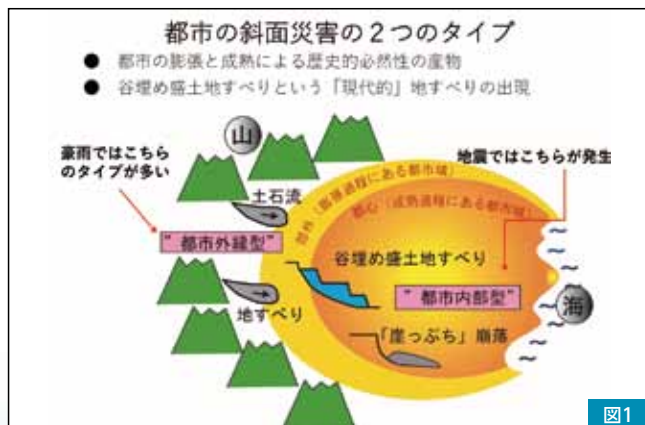 都市の斜面災害の2つのタイプ
● 都市の膨張と成熟による歴史的必然性の産物
● 谷埋め盛土地すべりという「現代的」地すべりの出現
山
豪雨ではこちら
のタイプが多い
地震ではこちらが発生
土石流
郊外（膨張過程にある都市域）
都心（成熟過程にある都市域）
"都市外縁型"
谷埋め盛土地すべり
"都市内部型"
海
地すべり
「崖っぷち」崩落
図1